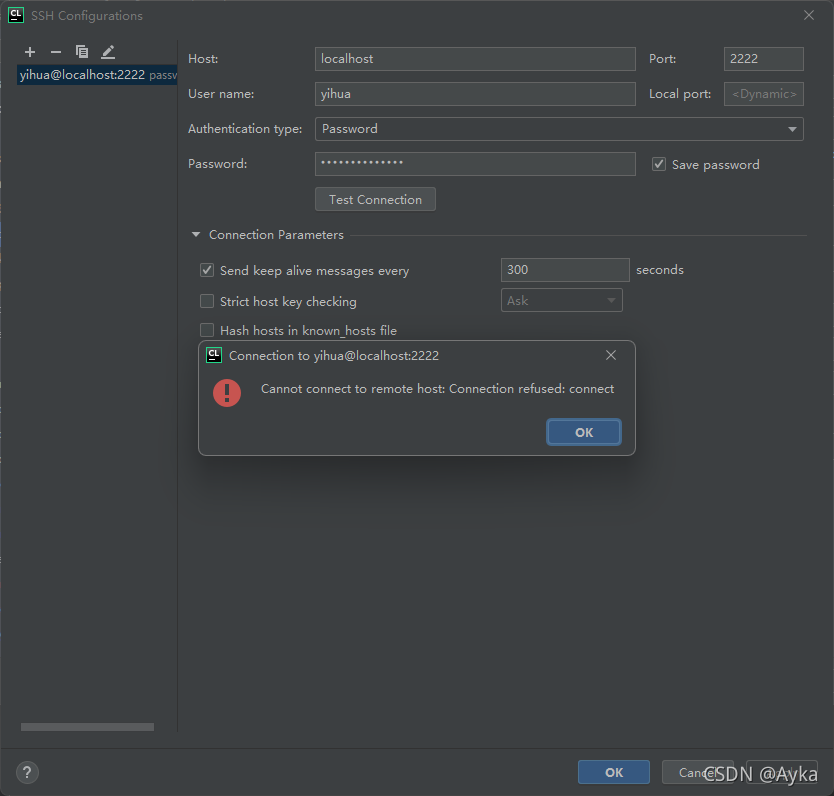 CL SSH Configurations
yihua@localhost:2222 passw
Host: localhost Port: 2222
User name: yihua Local port: <Dynamic>
Authentication type: Password
Password: •••••••••••••• Save password
Test Connection
Connection Parameters
Send keep alive messages every 300 seconds
Strict host key checking Ask
Hash hosts in known_hosts file
CL Connection to yihua@localhost:2222
Cannot connect to remote host: Connection refused: connect
OK
? OK Cancel
CSDN @Ayka